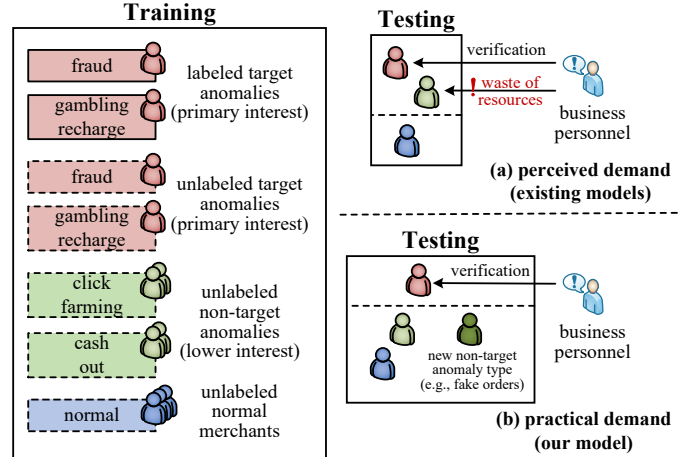 Training
fraud
gambling
recharge
labeled target
anomalies
(primary interest)
fraud
gambling
recharge
unlabeled target
anomalies
(primary interest)
click
farming
cash
out
unlabeled
non-target
anomalies
(lower interest)
normal
unlabeled
normal
merchants
Testing
verification
! waste of
resources
business
personnel
(a) perceived demand
(existing models)
Testing
verification
business
personnel
new non-target
anomaly type
(e.g., fake orders)
(b) practical demand
(our model)